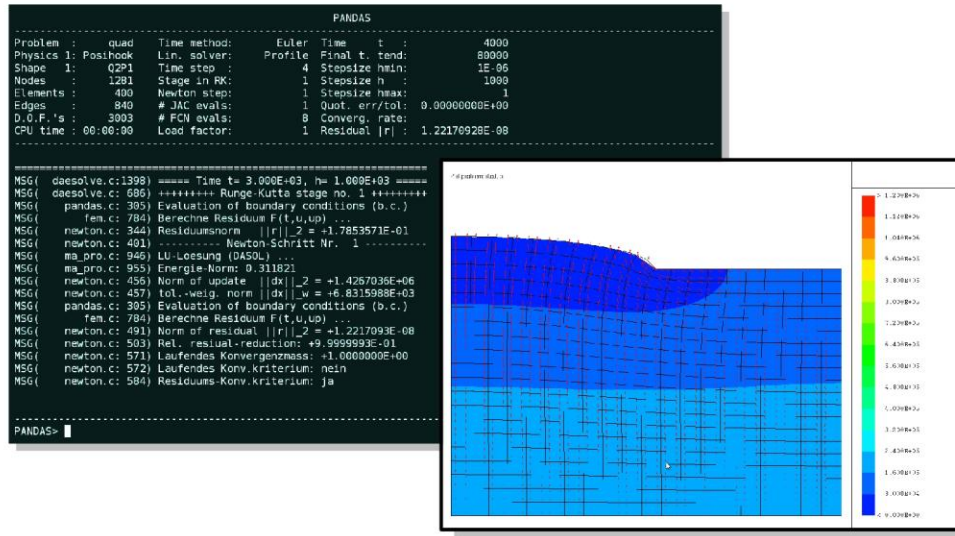 PANDAS
Problem : quad Time method: Euler Time t : 4000
Physics 1: Posihook Lin. solver: Profile Final t. tend: 80000
Shape 1: Q2P1 Time step : 4 Stepsize hmin: 1E-06
Nodes : 1281 Stage in RK: 1 Stepsize h : 1000
Elements : 400 Newton step: 1 Stepsize hmax: 1
Edges : 840 # JAC evals: 1 Quot. err/tol: 0.00000000E+00
D.O.F.'s : 3003 # FCN evals: 8 Converg. rate:
CPU time : 00:00:00 Load factor: 1 Residual |r| : 1.22170928E-08
MSG( daesolve.c:1398) ===== Time t= 3.000E+03, h= 1.000E+03 =====
MSG( daesolve.c: 686) +++++++++ Runge-Kutta stage no. 1 +++++++++
MSG( pandas.c: 305) Evaluation of boundary conditions (b.c.)
MSG( fem.c: 784) Berechne Residuum F(t,u,up) ...
MSG( newton.c: 344) Residuumsnorm ||r||_2 = +1.7853571E-01
MSG( newton.c: 401) ---------- Newton-Schritt Nr. 1 ----------
MSG( ma_pro.c: 946) LU-Loesung (DASOL) ...
MSG( ma_pro.c: 955) Energie-Norm: 0.311821
MSG( newton.c: 456) Norm of update ||dx||_2 = +1.4267036E+06
MSG( newton.c: 457) tol.-weig. norm ||dx||_w = +6.8315988E+03
MSG( pandas.c: 305) Evaluation of boundary conditions (b.c.)
MSG( fem.c: 784) Berechne Residuum F(t,u,up) ...
MSG( newton.c: 491) Norm of residual ||r||_2 = +1.2217093E-08
MSG( newton.c: 503) Rel. resiual-reduction: +9.9999993E-01
MSG( newton.c: 571) Laufendes Konvergenzmass: +1.0000000E+00
MSG( newton.c: 572) Laufendes Konv.kriterium: nein
MSG( newton.c: 584) Residuums-Konv.kriterium: ja
PANDAS>